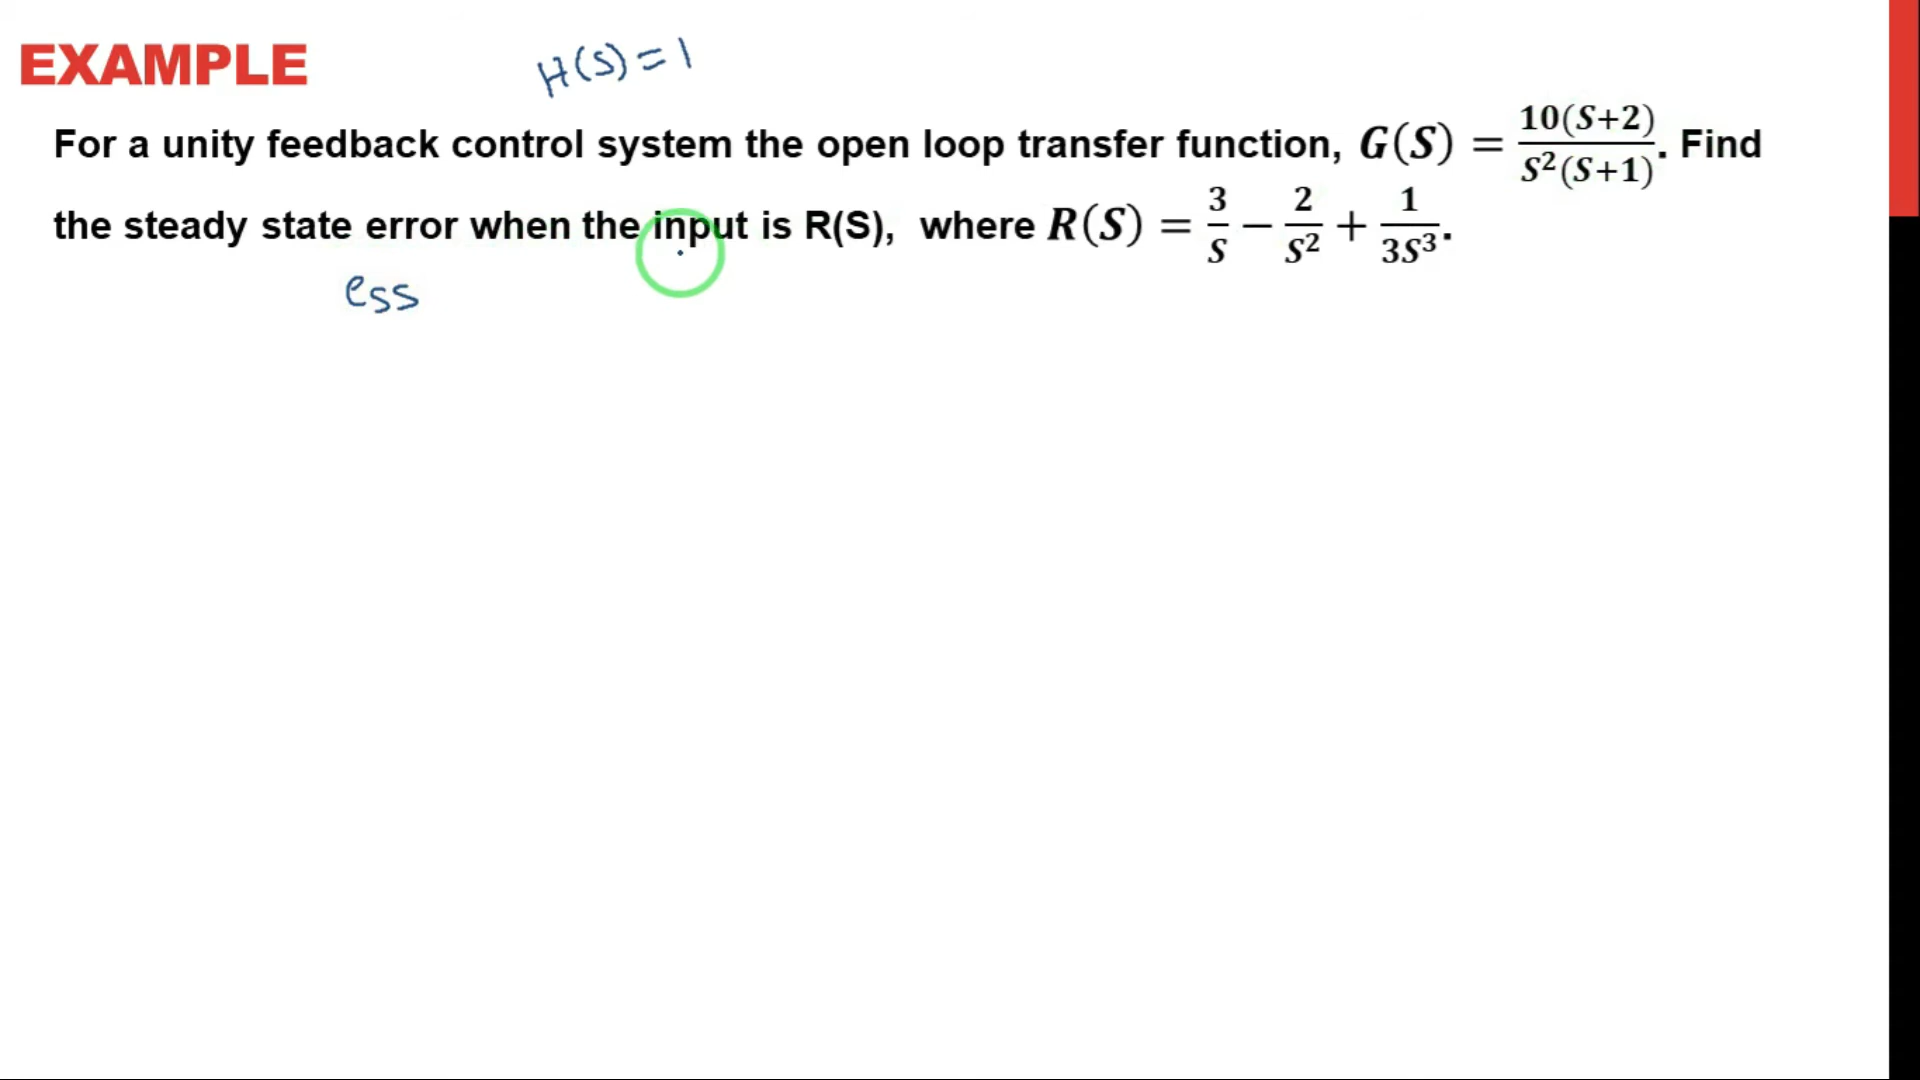 EXAMPLE
H(S)=1
For a unity feedback control system the open loop transfer function, G(S) = 10(S+2)/S²(S+1). Find
the steady state error when the input is R(S), where R(S) = 3/S − 2/S² + 1/3S³.
ess